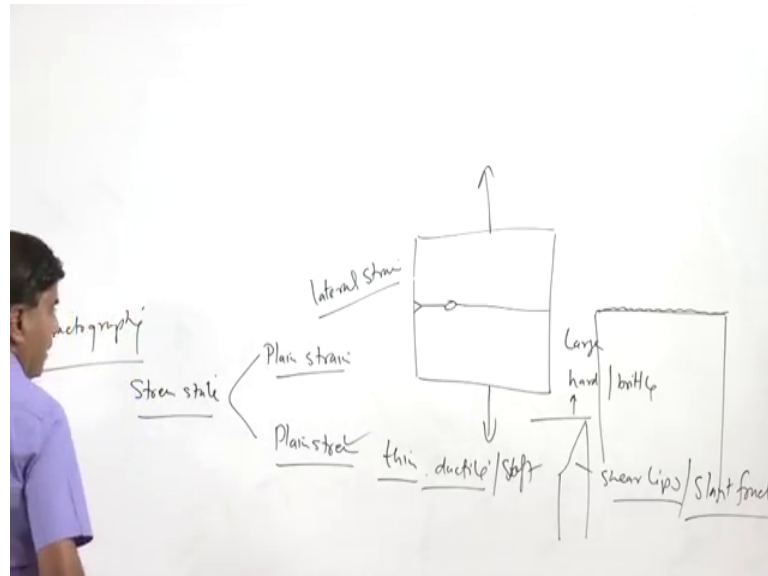 actography
Stress state
Plain strain
Plain stress
lateral strain
thin ductile / soft
Large
hard / brittle
shear lips / Slant fract